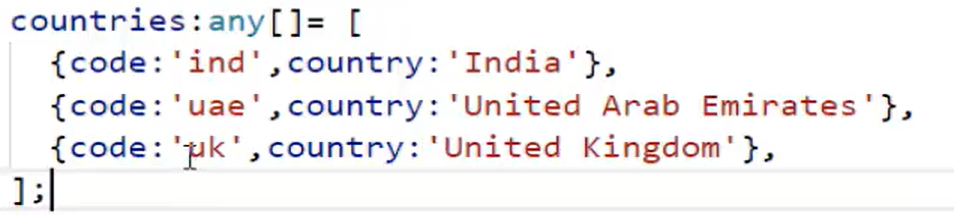 countries:any[]= [
{code:'ind',country:'India'},
{code:'uae',country:'United Arab Emirates'},
{code:'uk',country:'United Kingdom'},
];